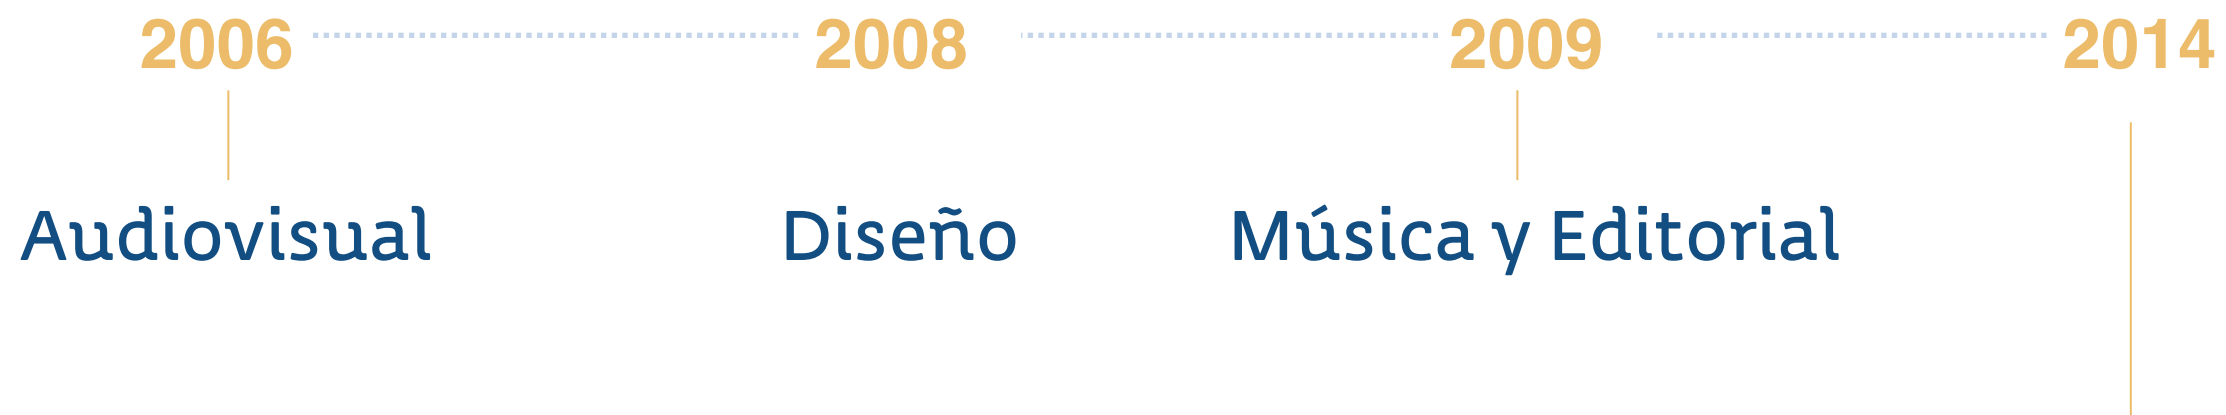 2006 2008 2009 2014
Audiovisual Diseño Música y Editorial